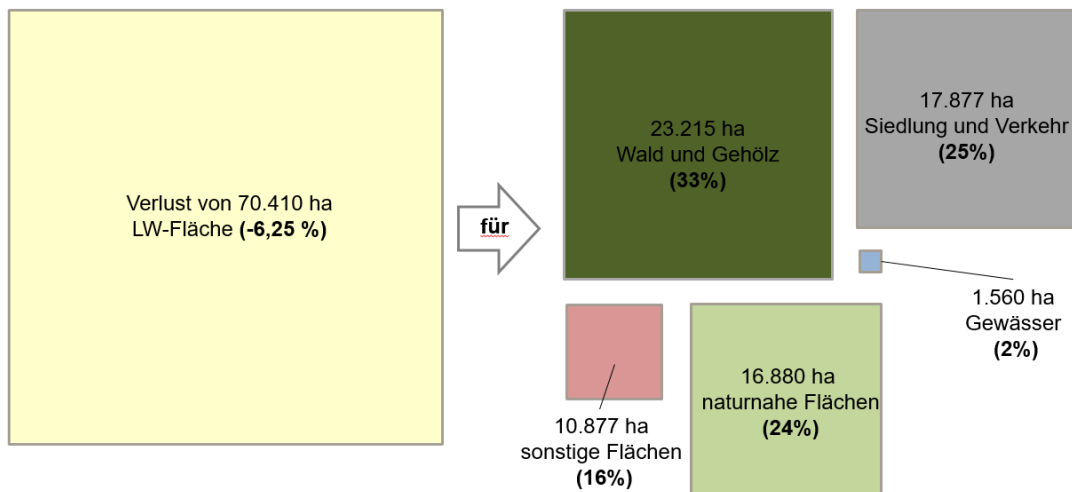 Verlust von 70.410 ha
LW-Fläche (-6,25 %)
für
23.215 ha
Wald und Gehölz
(33%)
17.877 ha
Siedlung und Verkehr
(25%)
1.560 ha
Gewässer
(2%)
10.877 ha
sonstige Flächen
(16%)
16.880 ha
naturnahe Flächen
(24%)